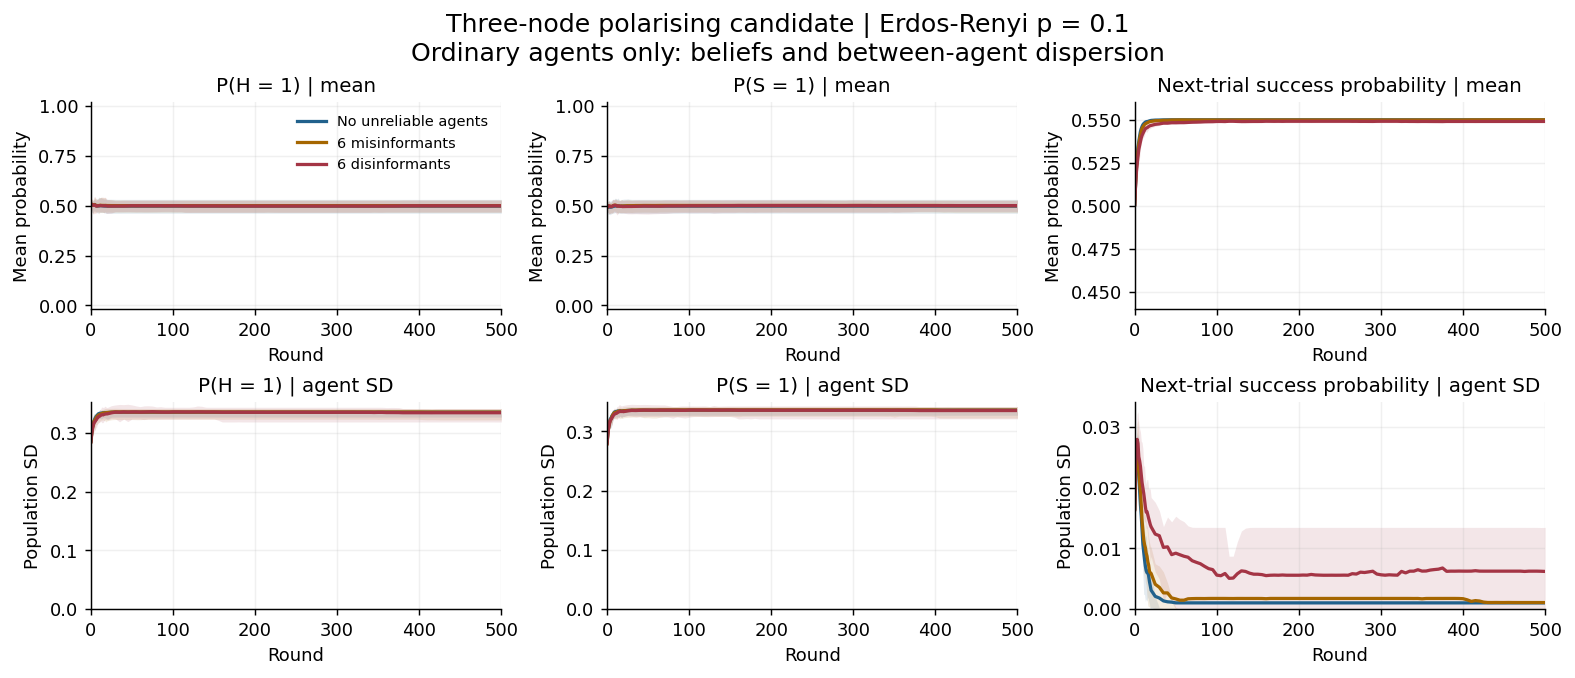 Three-node polarising candidate | Erdos-Renyi p = 0.1
Ordinary agents only: beliefs and between-agent dispersion
P(H = 1) | mean
Mean probability
1.00
0.75
0.50
0.25
0.00
No unreliable agents
6 misinformants
6 disinformants
0 100 200 300 400 500
Round
P(S = 1) | mean
Mean probability
1.00
0.75
0.50
0.25
0.00
0 100 200 300 400 500
Round
Next-trial success probability | mean
Mean probability
0.550
0.525
0.500
0.475
0.450
0 100 200 300 400 500
Round
P(H = 1) | agent SD
Population SD
0.3
0.2
0.1
0.0
0 100 200 300 400 500
Round
P(S = 1) | agent SD
Population SD
0.3
0.2
0.1
0.0
0 100 200 300 400 500
Round
Next-trial success probability | agent SD
Population SD
0.03
0.02
0.01
0.00
0 100 200 300 400 500
Round